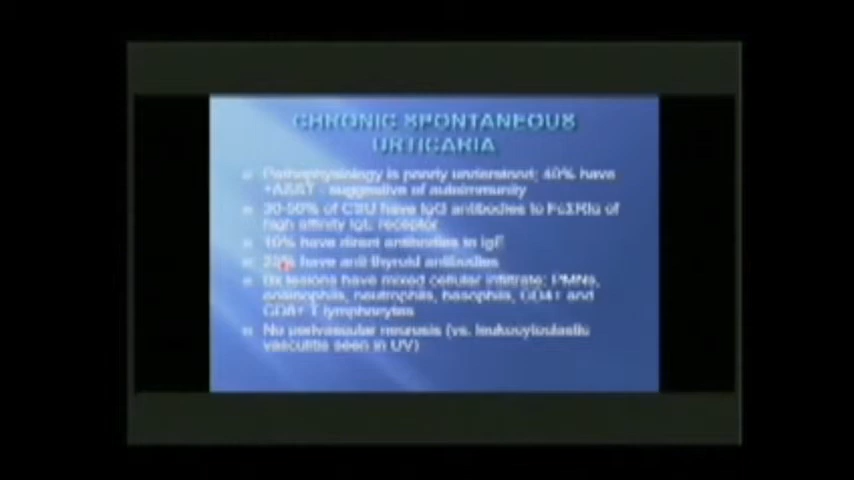 CHRONIC SPONTANEOUS
URTICARIA
Pathophysiology is poorly understood; 40% have
+ASST - suggestive of autoimmunity
30-50% of CSU have IgG antibodies to of
high affinity IgE receptor
10% have direct antibodies to IgE
have anti thyroid antibodies
Bx lesions have mixed cellular infiltrate: PMNs,
eosinophils, neutrophils, basophils, CD4+ and
CD8+ T lymphocytes
No perivascular necrosis (vs. leukocytoclastic
vasculitis seen in UV)